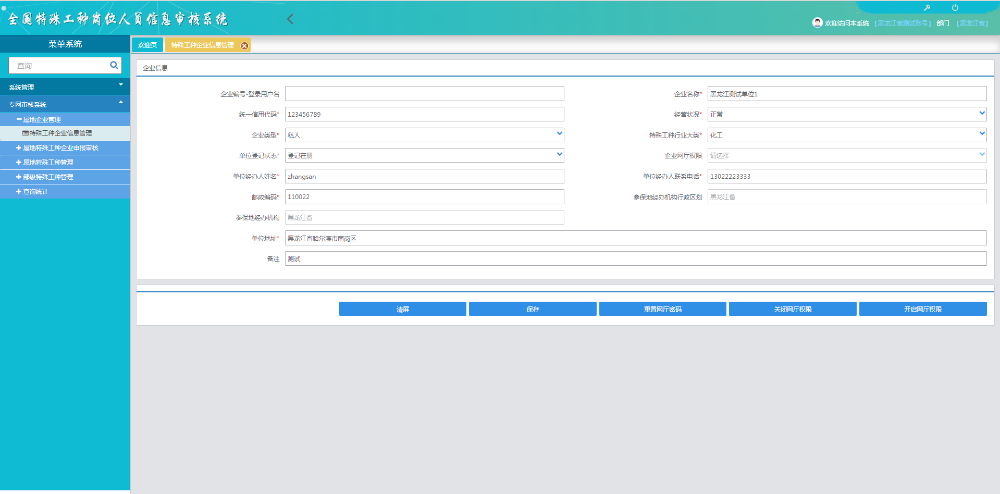 全国特殊工种岗位人员信息审核系统
欢迎访问本系统 【黑龙江省测试账号】 部门 【黑龙江省】
菜单系统
欢迎页 特殊工种企业信息管理
查询
系统管理
专网审核系统
属地企业管理
特殊工种企业信息管理
属地特殊工种企业申报审核
属地特殊工种管理
部级特殊工种管理
查询统计
企业信息
企业编号-登录用户名
企业名称* 黑龙江测试单位1
统一信用代码* 123456789
经营状况* 正常
企业类型* 私人
特殊工种行业大类* 化工
单位登记状态* 登记在册
企业网厅权限 请选择
单位经办人姓名* zhangsan
单位经办人联系电话* 13022223333
邮政编码* 110022
参保地经办机构行政区划 黑龙江省
参保地经办机构 黑龙江省
单位地址* 黑龙江省哈尔滨市南岗区
备注 测试
清屏 保存 重置网厅密码 关闭网厅权限 开启网厅权限